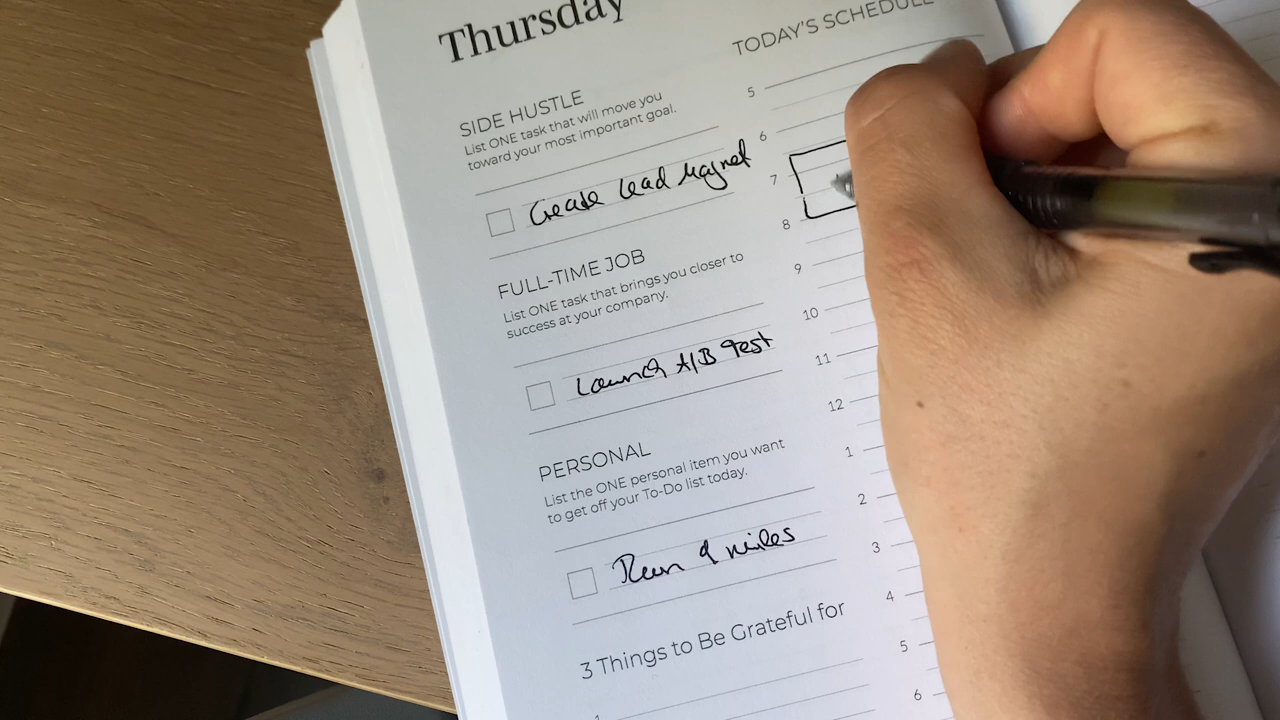 Thursday
SIDE HUSTLE
List ONE task that will move you
toward your most important goal.
Create Lead Magnet
FULL-TIME JOB
List ONE task that brings you closer to
success at your company.
Launch A/B Test
PERSONAL
List the ONE personal item you want
to get off your To-Do list today.
Run 9 miles
3 Things to Be Grateful for
1
TODAY'S SCHEDULE
5
6
7
8
9
10
11
12
1
2
3
4
5
6